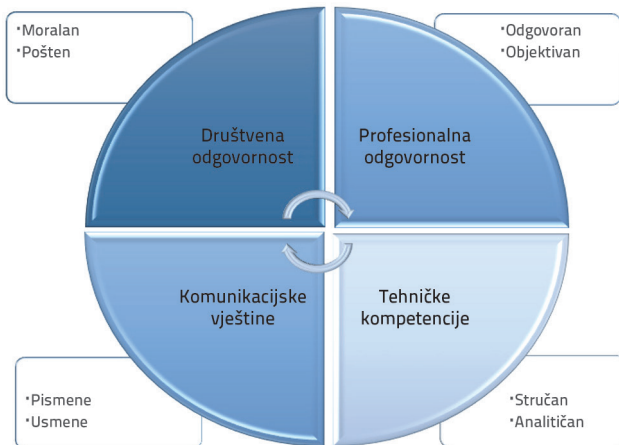 ·Moralan
·Pošten
·Odgovoran
·Objektivan
Društvena
odgovornost
Profesionalna
odgovornost
Komunikacijske
vještine
Tehničke
kompetencije
·Pismene
·Usmene
·Stručan
·Analitičan